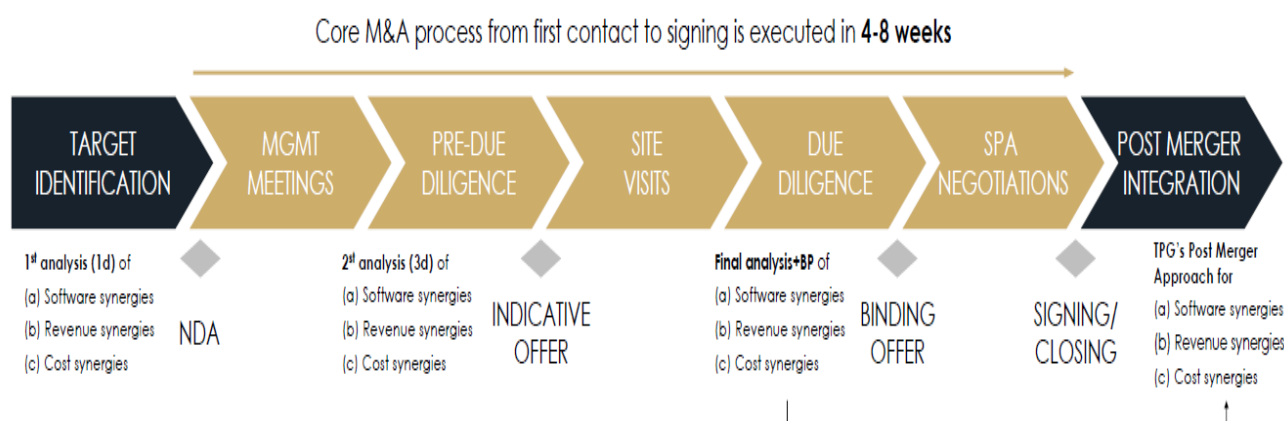 Core M&A process from first contact to signing is executed in 4-8 weeks
TARGET
IDENTIFICATION
MGMT
MEETINGS
PRE-DUE
DILIGENCE
SITE
VISITS
DUE
DILIGENCE
SPA
NEGOTIATIONS
POST MERGER
INTEGRATION
1st analysis (1d) of
(a) Software synergies
(b) Revenue synergies
(c) Cost synergies
NDA
2st analysis (3d) of
(a) Software synergies
(b) Revenue synergies
(c) Cost synergies
INDICATIVE
OFFER
Final analysis+BP of
(a) Software synergies
(b) Revenue synergies
(c) Cost synergies
BINDING
OFFER
SIGNING/
CLOSING
TPG's Post Merger
Approach for
(a) Software synergies
(b) Revenue synergies
(c) Cost synergies